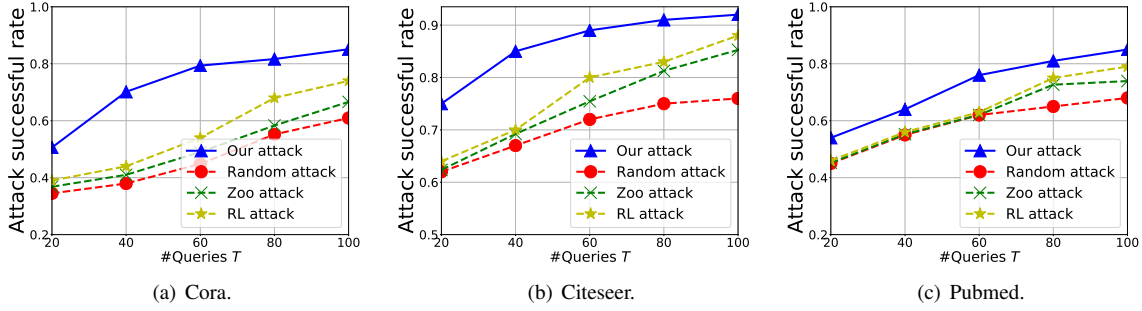 Attack successful rate
1.0
0.8
0.6
0.4
0.2
20 40 60 80 100
#Queries T
Our attack
Random attack
Zoo attack
RL attack
(a) Cora.
Attack successful rate
0.9
0.8
0.7
0.6
0.5
20 40 60 80 100
#Queries T
Our attack
Random attack
Zoo attack
RL attack
(b) Citeseer.
Attack successful rate
1.0
0.8
0.6
0.4
0.2
20 40 60 80 100
#Queries T
Our attack
Random attack
Zoo attack
RL attack
(c) Pubmed.